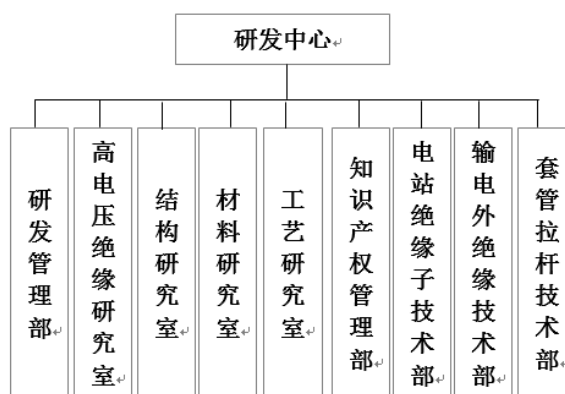 研发中心
研发管理部
高电压绝缘研究室
结构研究室
材料研究室
工艺研究室
知识产权管理部
电站绝缘子技术部
输电外绝缘技术部
套管拉杆技术部